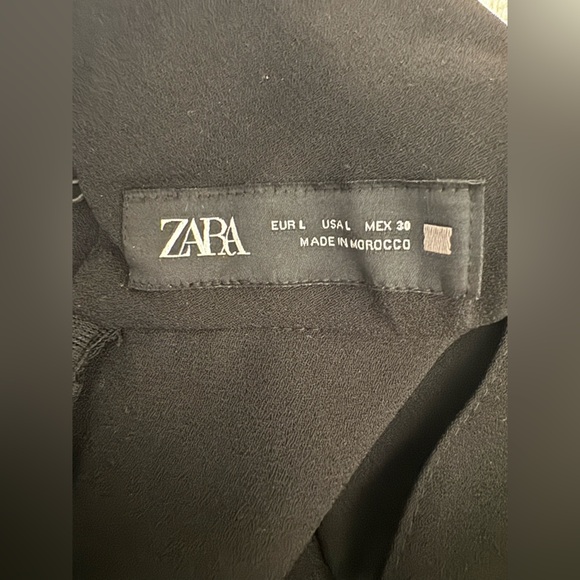 ZARA
EUR L USA L MEX 30
MADE IN MOROCCO